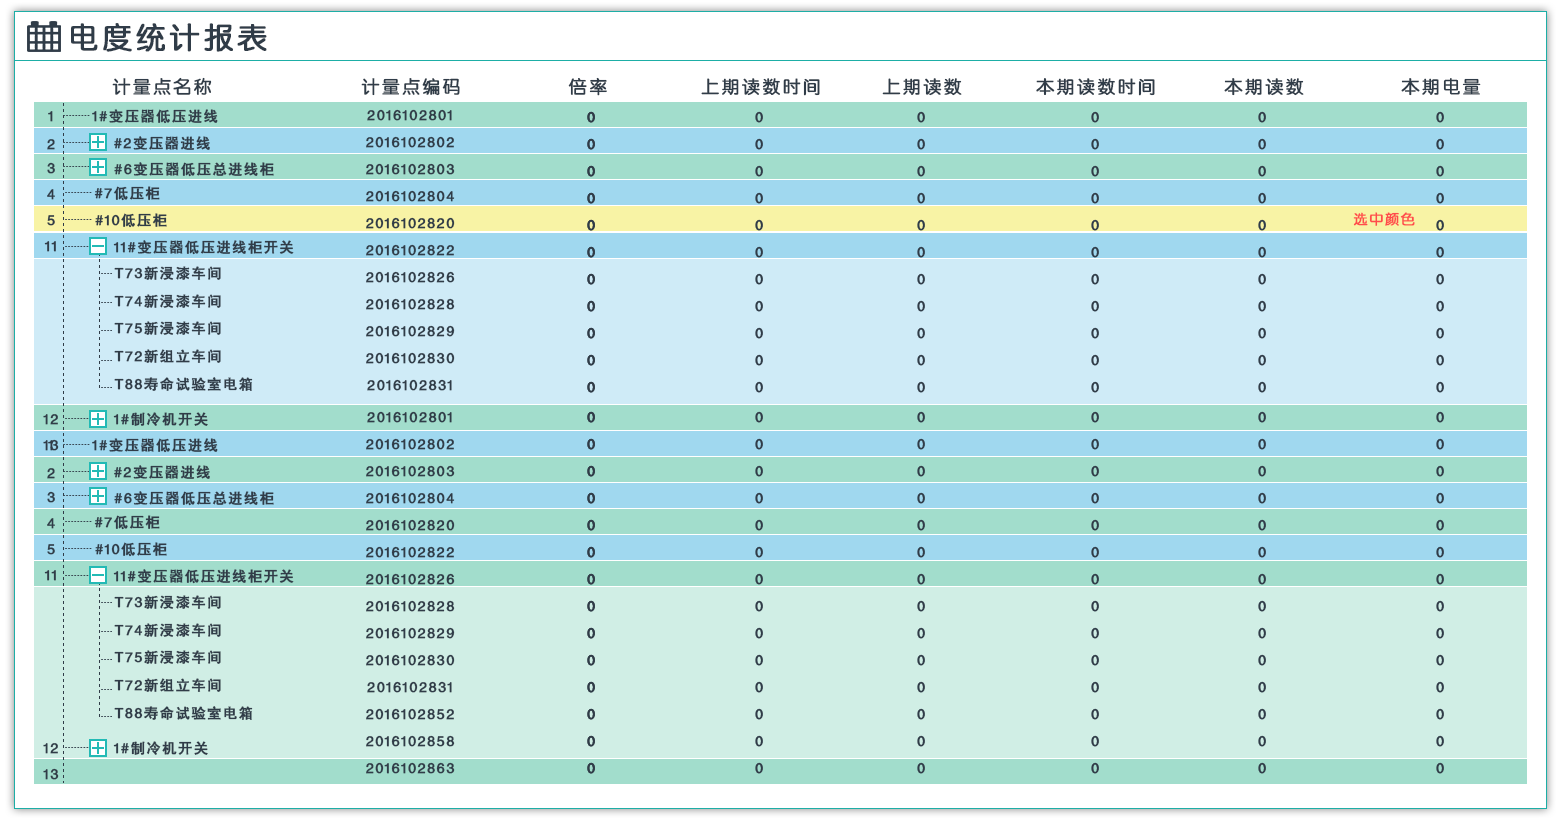 电度统计报表
计量点名称 计量点编码 倍率 上期读数时间 上期读数 本期读数时间 本期读数 本期电量
1 1#变压器低压进线 2016102801 0 0 0 0 0 0
2 #2变压器进线 2016102802 0 0 0 0 0 0
3 #6变压器低压总进线柜 2016102803 0 0 0 0 0 0
4 #7低压柜 2016102804 0 0 0 0 0 0
5 #10低压柜 2016102820 0 0 0 0 0 选中颜色 0
11 11#变压器低压进线柜开关 2016102822 0 0 0 0 0 0
T73新浸漆车间 2016102826 0 0 0 0 0 0
T74新浸漆车间 2016102828 0 0 0 0 0 0
T75新浸漆车间 2016102829 0 0 0 0 0 0
T72新组立车间 2016102830 0 0 0 0 0 0
T88寿命试验室电箱 2016102831 0 0 0 0 0 0
12 1#制冷机开关 2016102801 0 0 0 0 0 0
13 1#变压器低压进线 2016102802 0 0 0 0 0 0
2 #2变压器进线 2016102803 0 0 0 0 0 0
3 #6变压器低压总进线柜 2016102804 0 0 0 0 0 0
4 #7低压柜 2016102820 0 0 0 0 0 0
5 #10低压柜 2016102822 0 0 0 0 0 0
11 11#变压器低压进线柜开关 2016102826 0 0 0 0 0 0
T73新浸漆车间 2016102828 0 0 0 0 0 0
T74新浸漆车间 2016102829 0 0 0 0 0 0
T75新浸漆车间 2016102830 0 0 0 0 0 0
T72新组立车间 2016102831 0 0 0 0 0 0
T88寿命试验室电箱 2016102852 0 0 0 0 0 0
12 1#制冷机开关 2016102858 0 0 0 0 0 0
13 2016102863 0 0 0 0 0 0